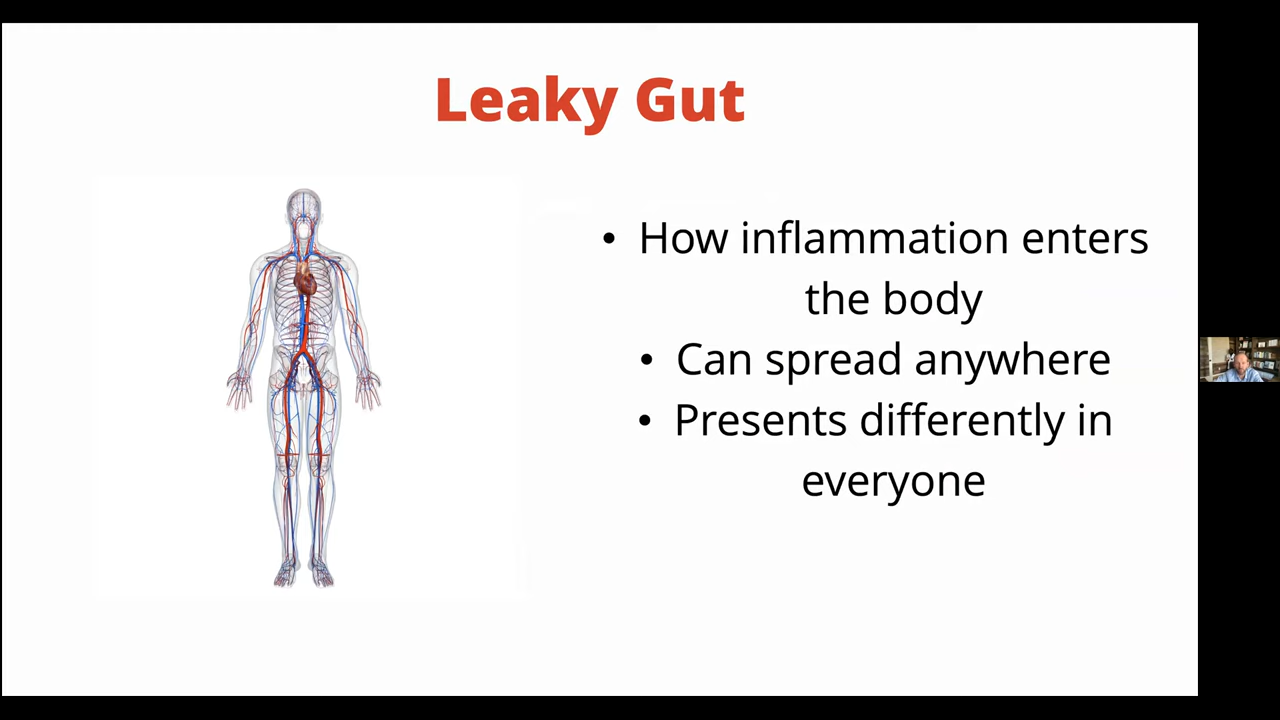 Leaky Gut
• How inflammation enters
the body
• Can spread anywhere
• Presents differently in
everyone